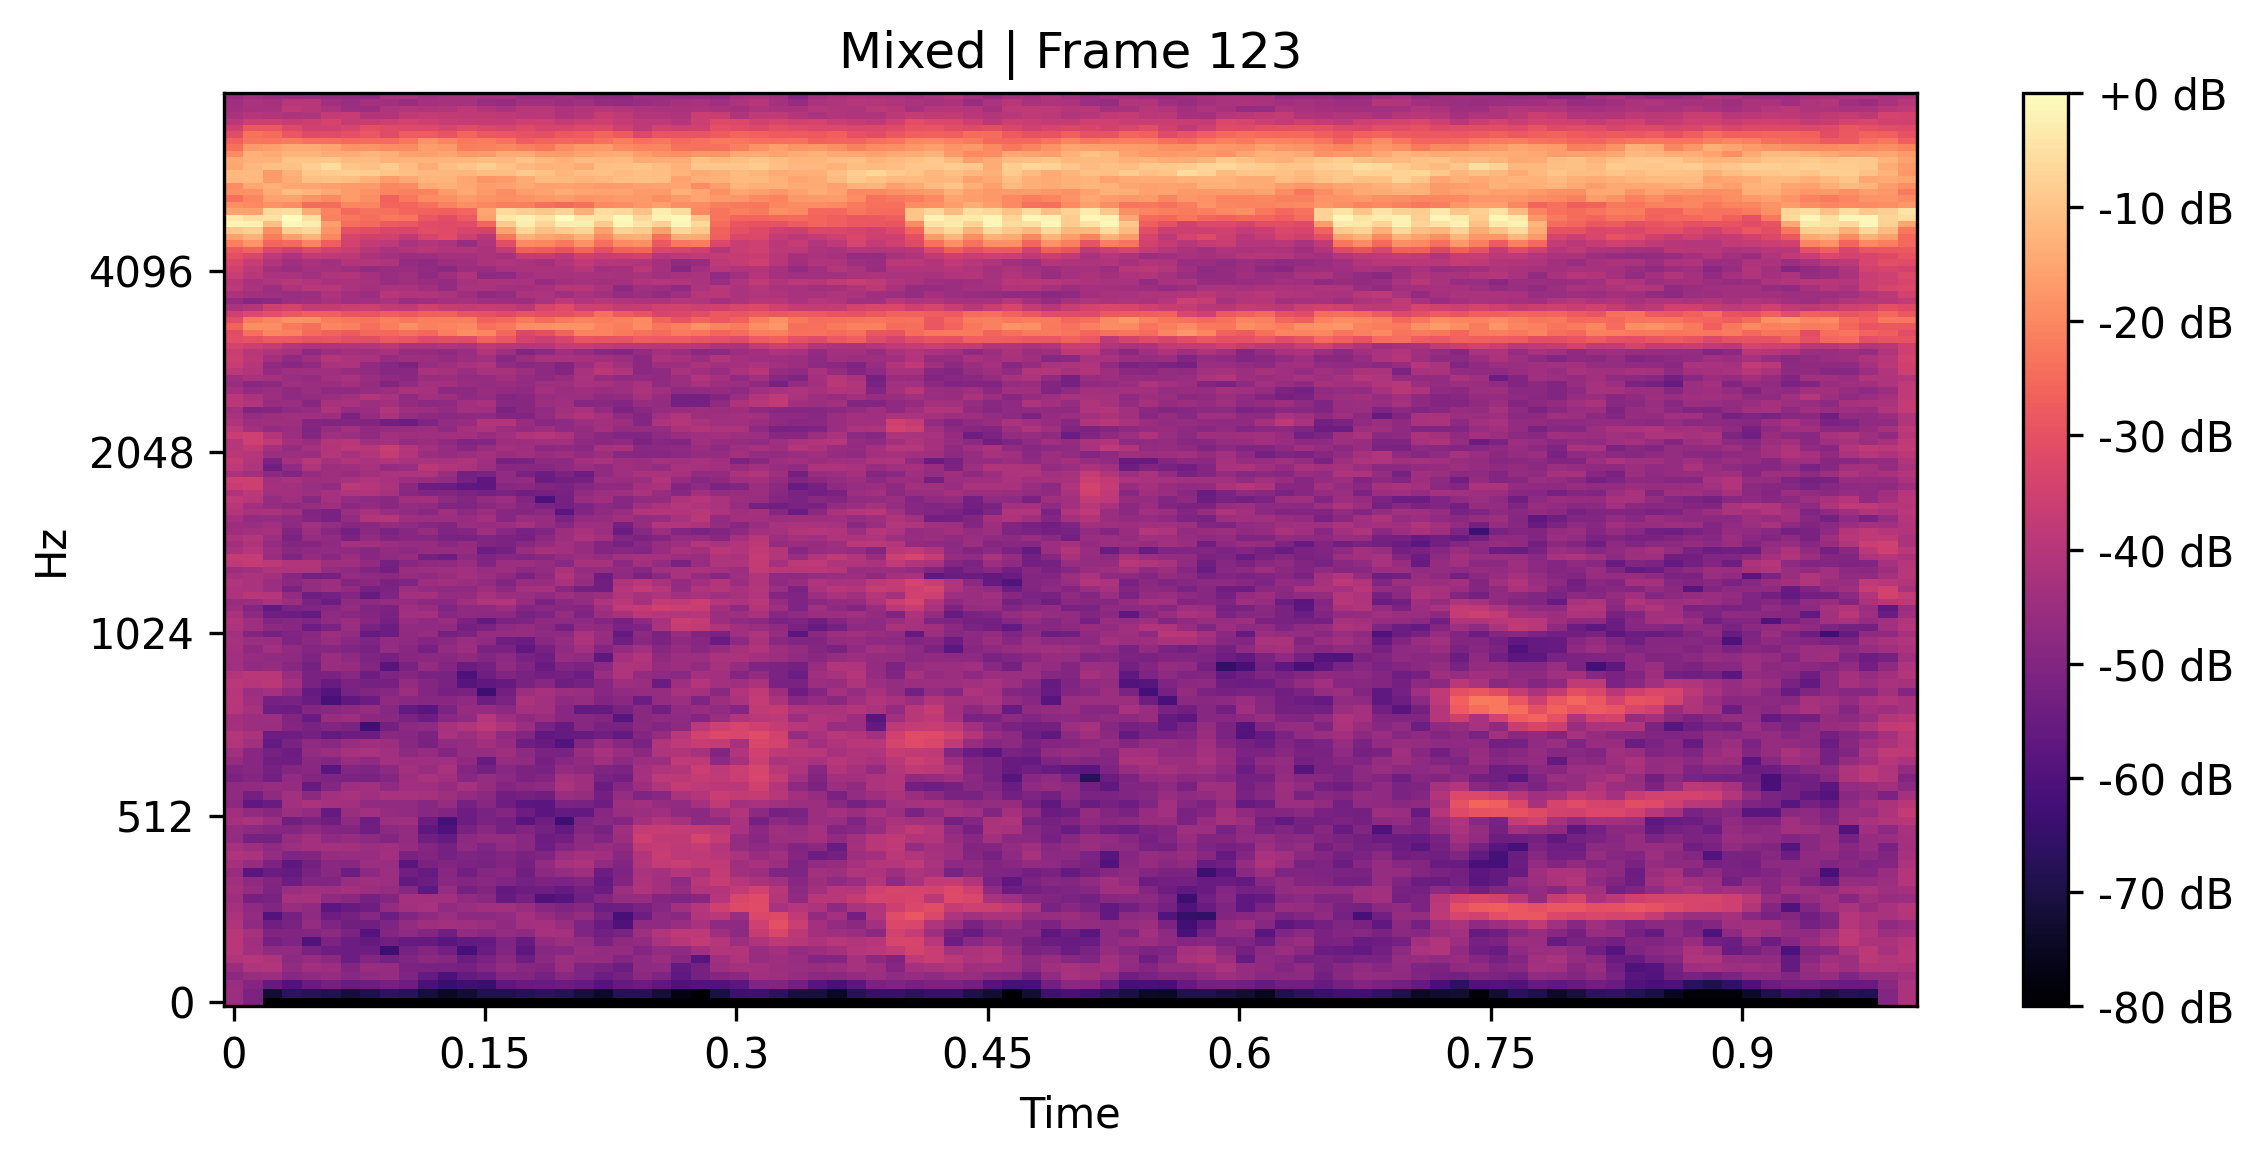 Mixed | Frame 123
Hz
4096
2048
1024
512
0
0 0.15 0.3 0.45 0.6 0.75 0.9
Time
+0 dB
-10 dB
-20 dB
-30 dB
-40 dB
-50 dB
-60 dB
-70 dB
-80 dB